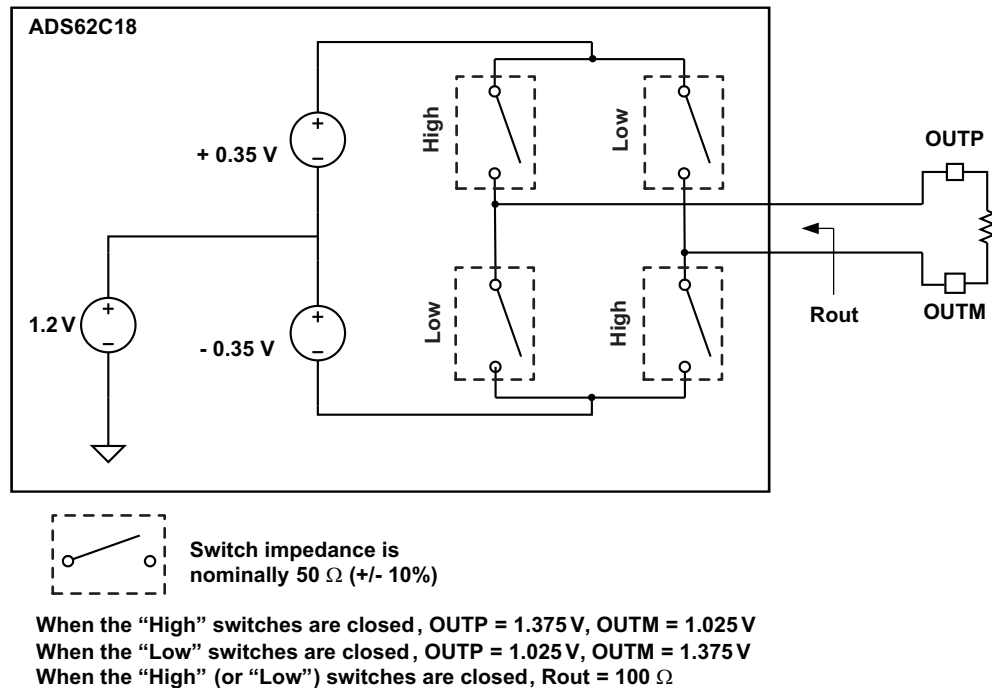 ADS62C18
High
Low
OUTP
+ 0.35 V
+
–
1.2 V
+
–
- 0.35 V
+
–
Low
High
Rout
OUTM
Switch impedance is
nominally 50 Ω (+/- 10%)
When the “High” switches are closed, OUTP = 1.375 V, OUTM = 1.025 V
When the “Low” switches are closed, OUTP = 1.025 V, OUTM = 1.375 V
When the “High” (or “Low”) switches are closed, Rout = 100 Ω